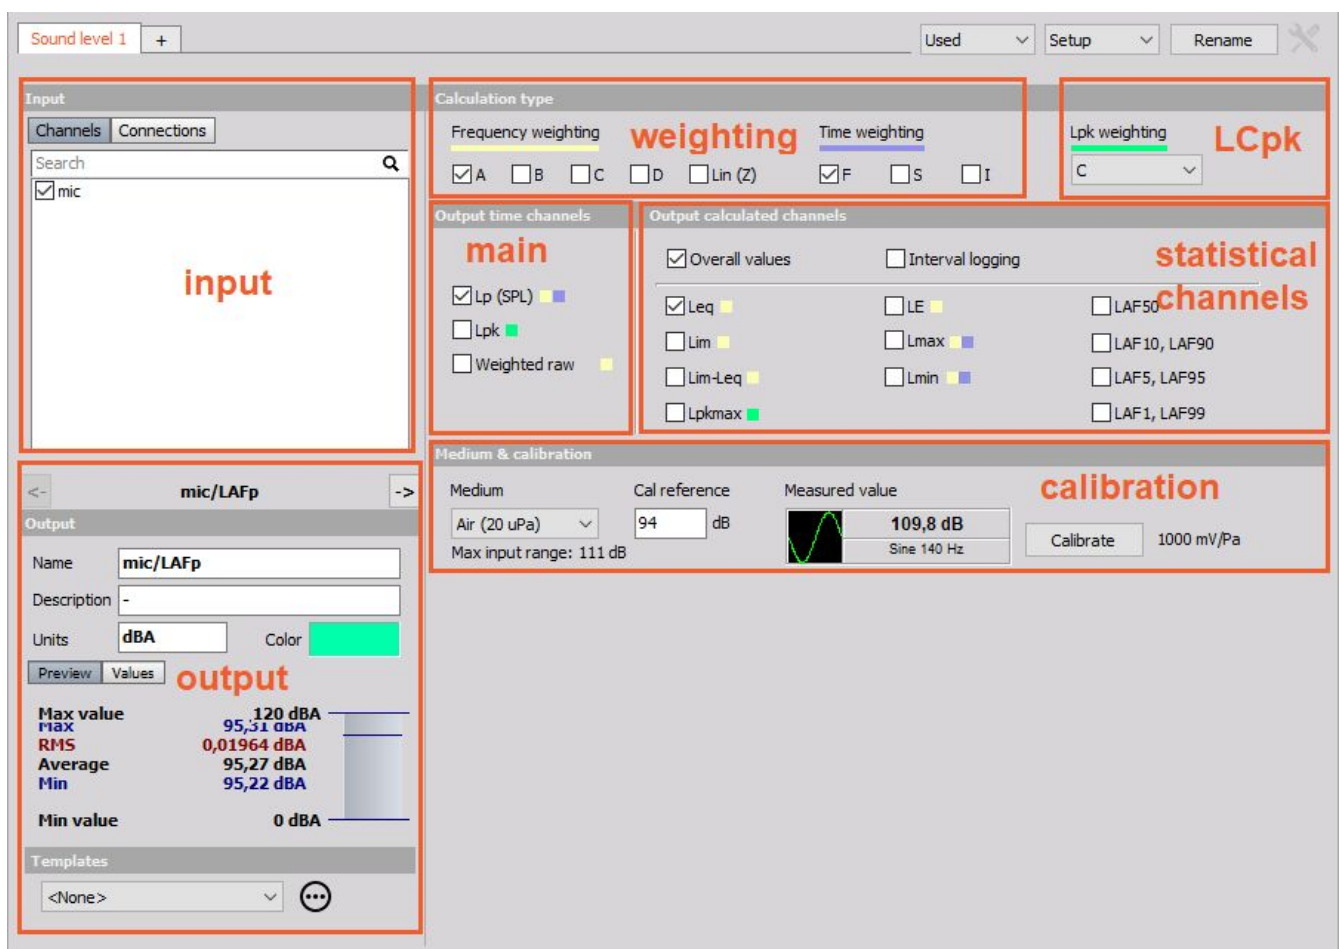 Sound level 1 + Used Setup Rename
Input
Channels Connections
Search
mic
input
Calculation type
Frequency weighting weighting Time weighting
A B C D Lin (Z) F S I
Lpk weighting LCpk
C
Output time channels
main
Lp (SPL)
Lpk
Weighted raw
Output calculated channels
Overall values Interval logging
statistical
channels
Leq LE LAF50
Lim Lmax LAF10, LAF90
Lim-Leq Lmin LAF5, LAF95
Lpkmax LAF1, LAF99
Medium & calibration
calibration
Medium Cal reference Measured value
Air (20 uPa) 94 dB 109,8 dB
Sine 140 Hz
Calibrate 1000 mV/Pa
Max input range: 111 dB
<- mic/LAFp ->
Output
Name mic/LAFp
Description -
Units dBA Color
Preview Values output
Max value 120 dBA
Max 95,31 dBA
RMS 0,01964 dBA
Average 95,27 dBA
Min 95,22 dBA
Min value 0 dBA
Templates
<None>